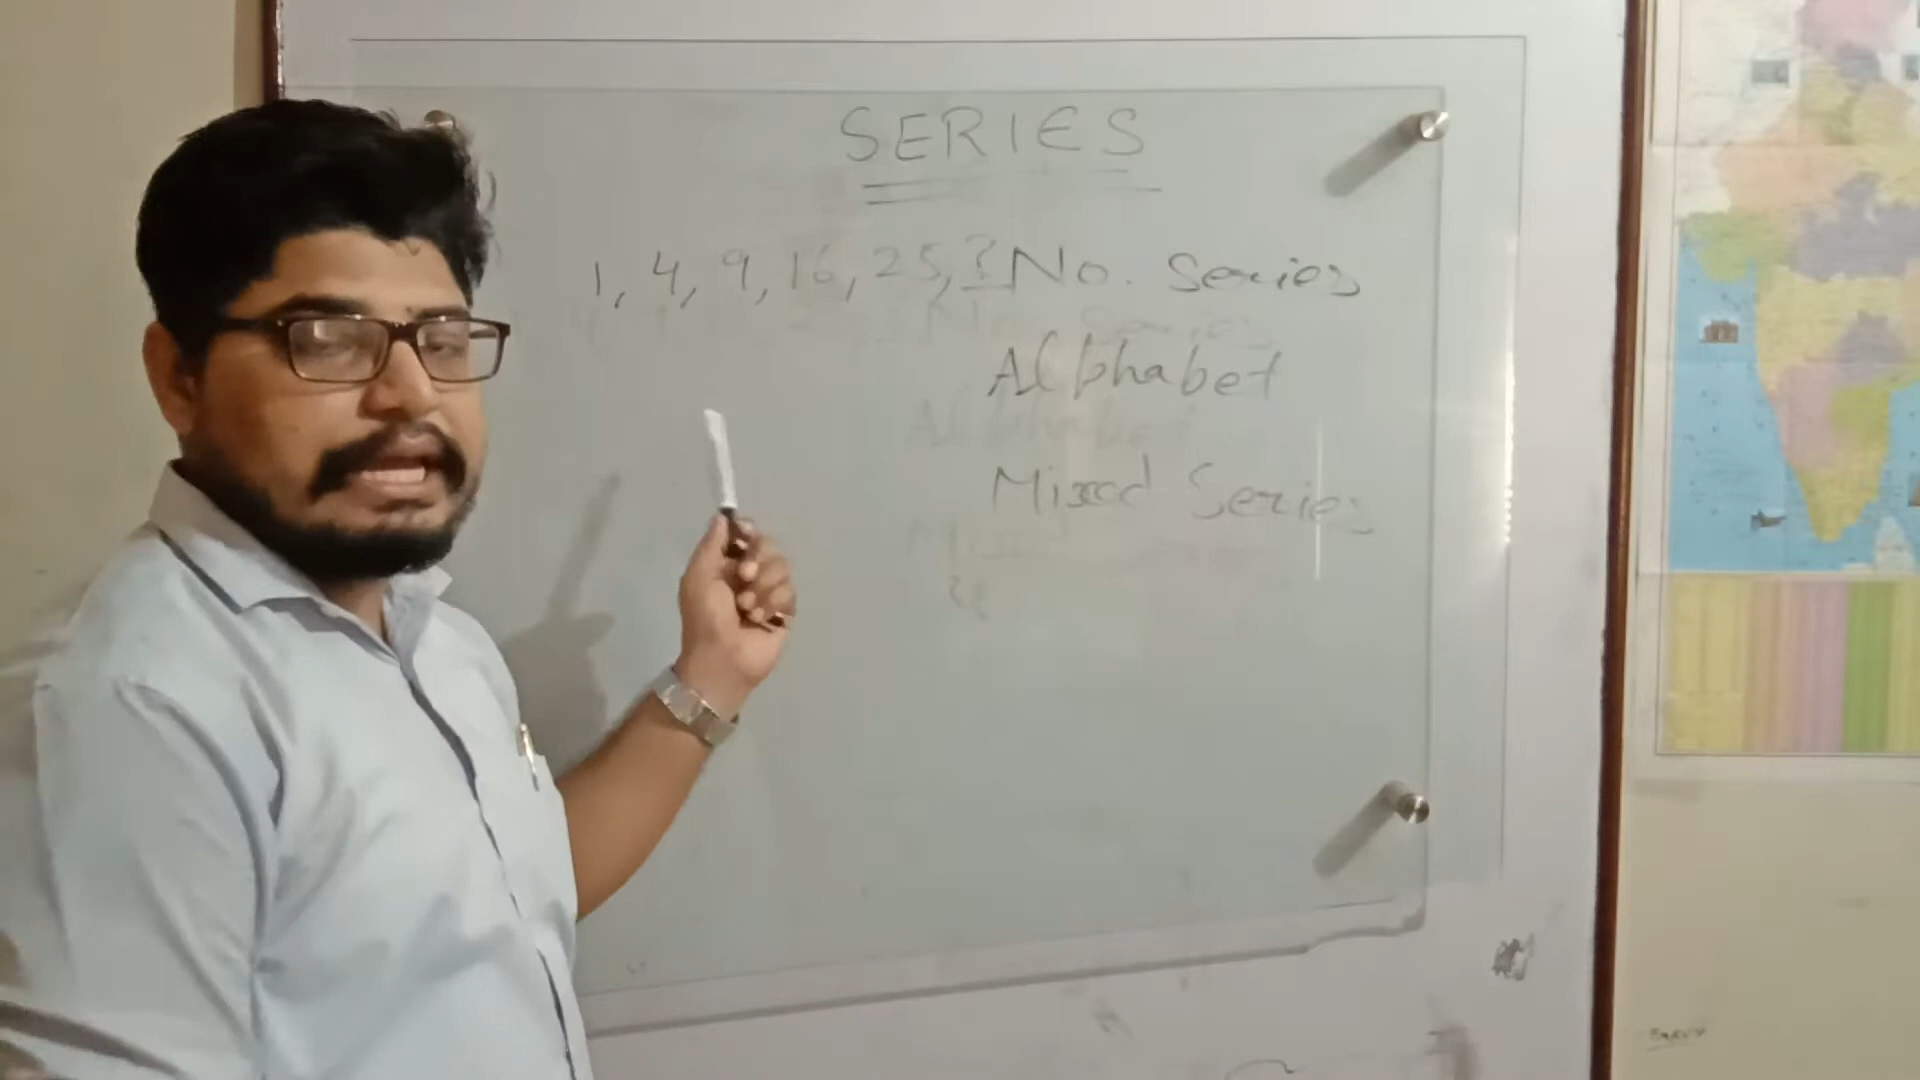 SERIES
1, 4, 9, 16, 25, ? No. Series
Alphabet
Mixed Series